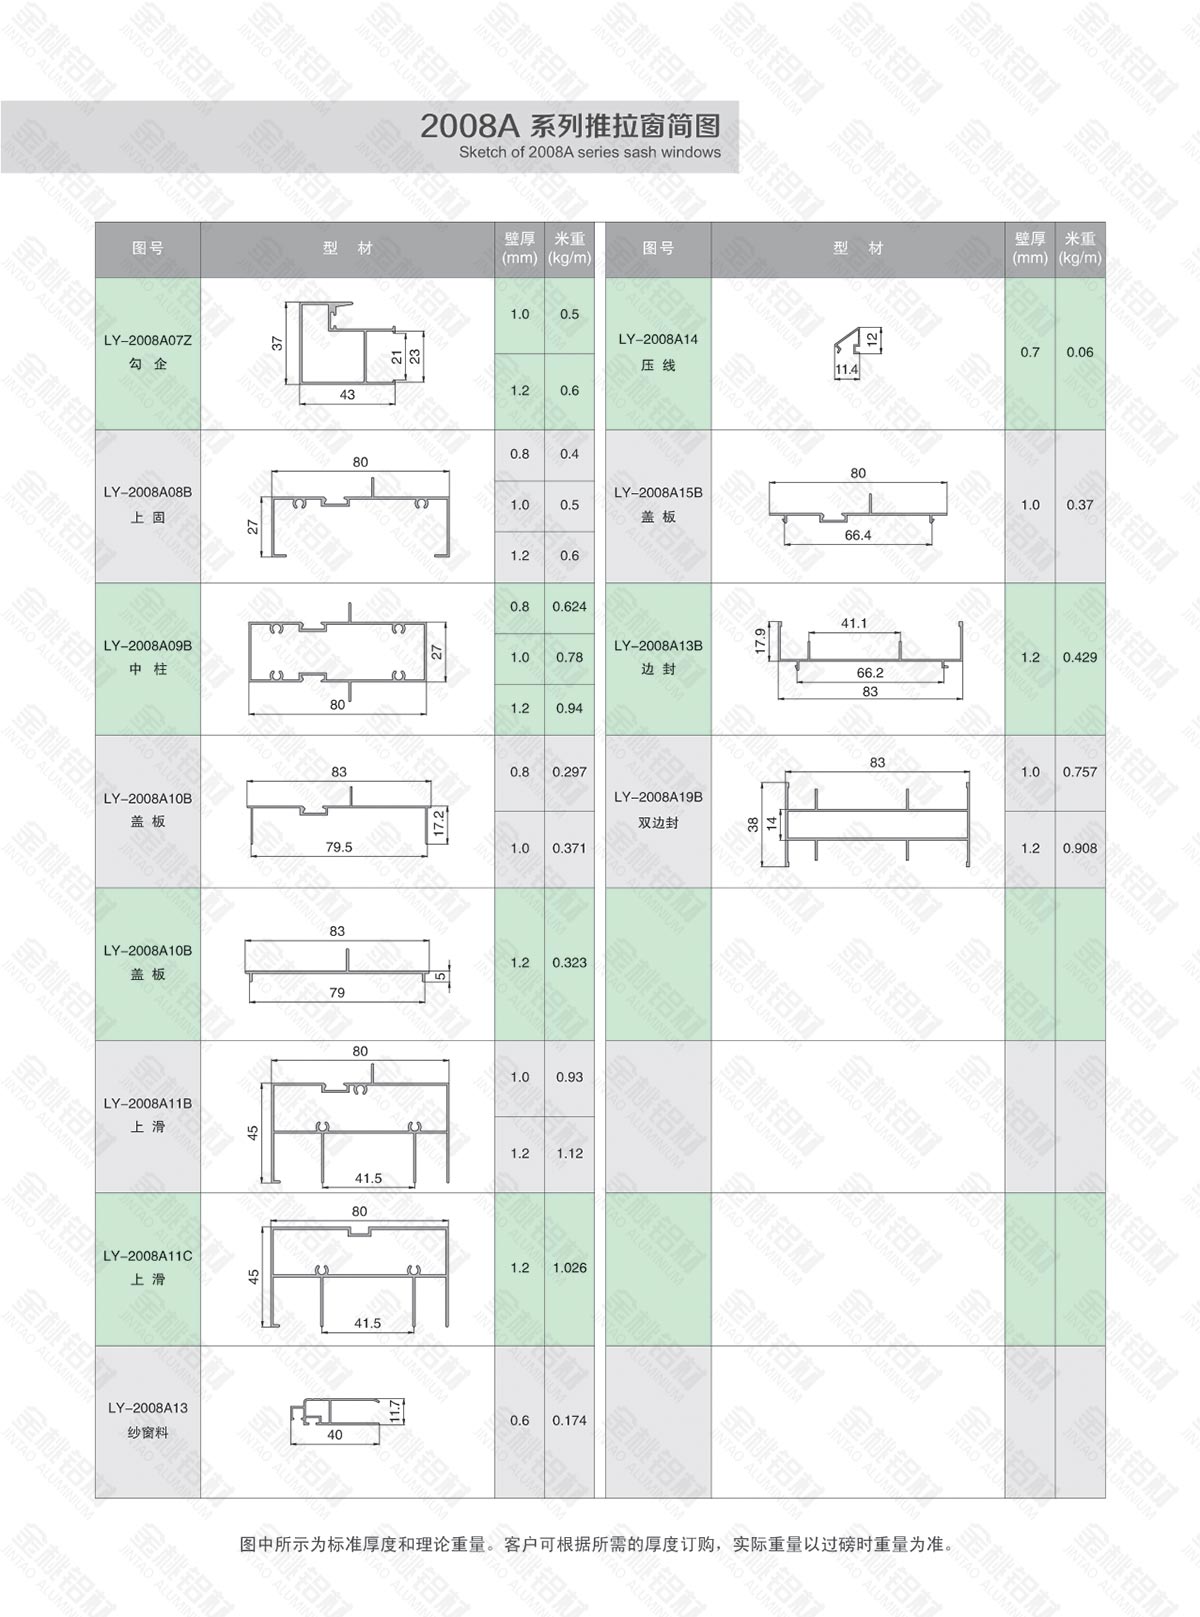 2008A 系列推拉窗简图
Sketch of 2008A series sash windows
图号 型 材 壁厚 (mm) 米重 (kg/m)
LY-2008A07Z
勾 企
37
43
21
23
1.0 0.5
1.2 0.6
LY-2008A08B
上 固
80
27
0.8 0.4
1.0 0.5
1.2 0.6
LY-2008A09B
中 柱
27
80
0.8 0.624
1.0 0.78
1.2 0.94
LY-2008A10B
盖 板
83
17.2
79.5
0.8 0.297
1.0 0.371
LY-2008A10B
盖 板
83
5
79
1.2 0.323
LY-2008A11B
上 滑
80
45
41.5
1.0 0.93
1.2 1.12
LY-2008A11C
上 滑
80
45
41.5
1.2 1.026
LY-2008A13
纱窗料
11.7
40
0.6 0.174
图号 型 材 壁厚 (mm) 米重 (kg/m)
LY-2008A14
压 线
12
11.4
0.7 0.06
LY-2008A15B
盖 板
80
66.4
1.0 0.37
LY-2008A13B
边 封
41.1
17.9
66.2
83
1.2 0.429
LY-2008A19B
双边封
83
38
14
1.0 0.757
1.2 0.908
图中所示为标准厚度和理论重量。客户可根据所需的厚度订购，实际重量以过磅时重量为准。
金桃铝材
JINTAO ALUMINIUM